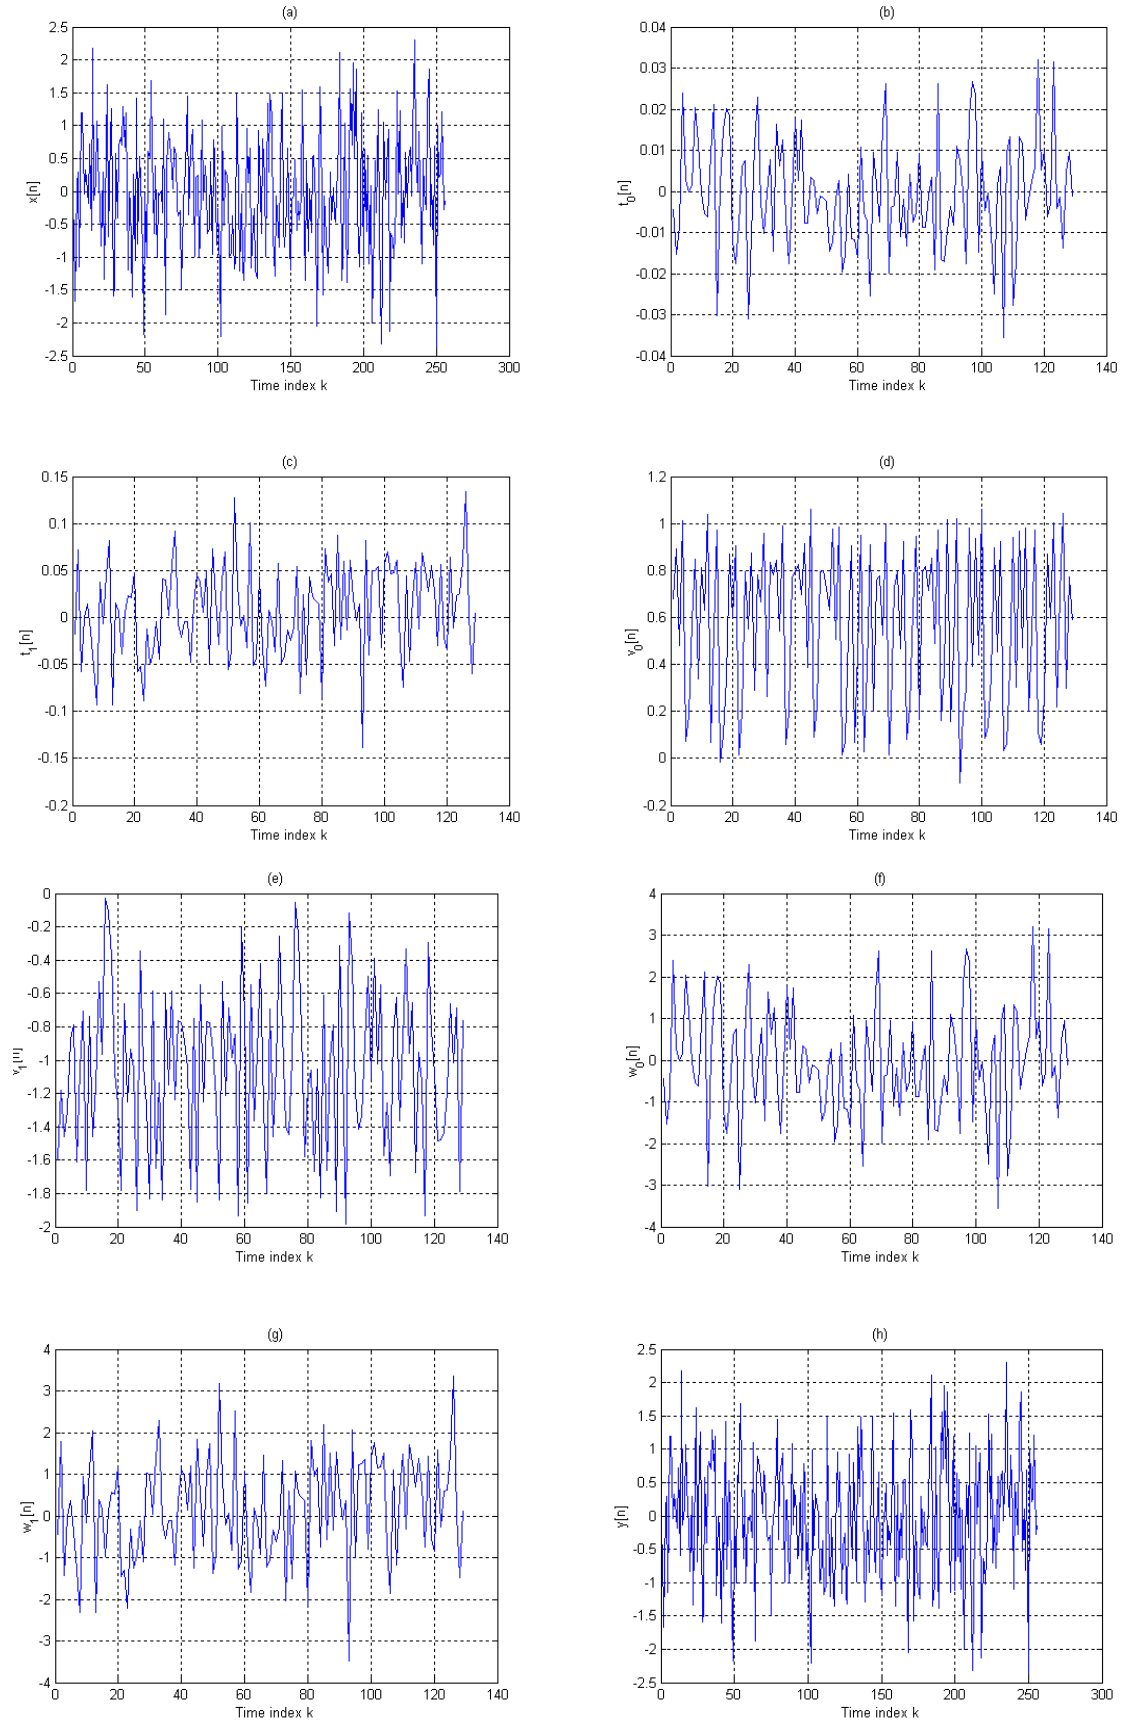 (a)
2.5
2
1.5
1
0.5
0
-0.5
-1
-1.5
-2
-2.5
x[n]
0 50 100 150 200 250 300
Time index k
(b)
0.04
0.03
0.02
0.01
0
-0.01
-0.02
-0.03
-0.04
t0[n]
0 20 40 60 80 100 120 140
Time index k
(c)
0.15
0.1
0.05
0
-0.05
-0.1
-0.15
-0.2
t1[n]
0 20 40 60 80 100 120 140
Time index k
(d)
1.2
1
0.8
0.6
0.4
0.2
0
-0.2
v0[n]
0 20 40 60 80 100 120 140
Time index k
(e)
0
-0.2
-0.4
-0.6
-0.8
-1
-1.2
-1.4
-1.6
-1.8
-2
v1[n]
0 20 40 60 80 100 120 140
Time index k
(f)
4
3
2
1
0
-1
-2
-3
-4
w0[n]
0 20 40 60 80 100 120 140
Time index k
(g)
4
3
2
1
0
-1
-2
-3
-4
w1[n]
0 20 40 60 80 100 120 140
Time index k
(h)
2.5
2
1.5
1
0.5
0
-0.5
-1
-1.5
-2
-2.5
y[n]
0 50 100 150 200 250 300
Time index k